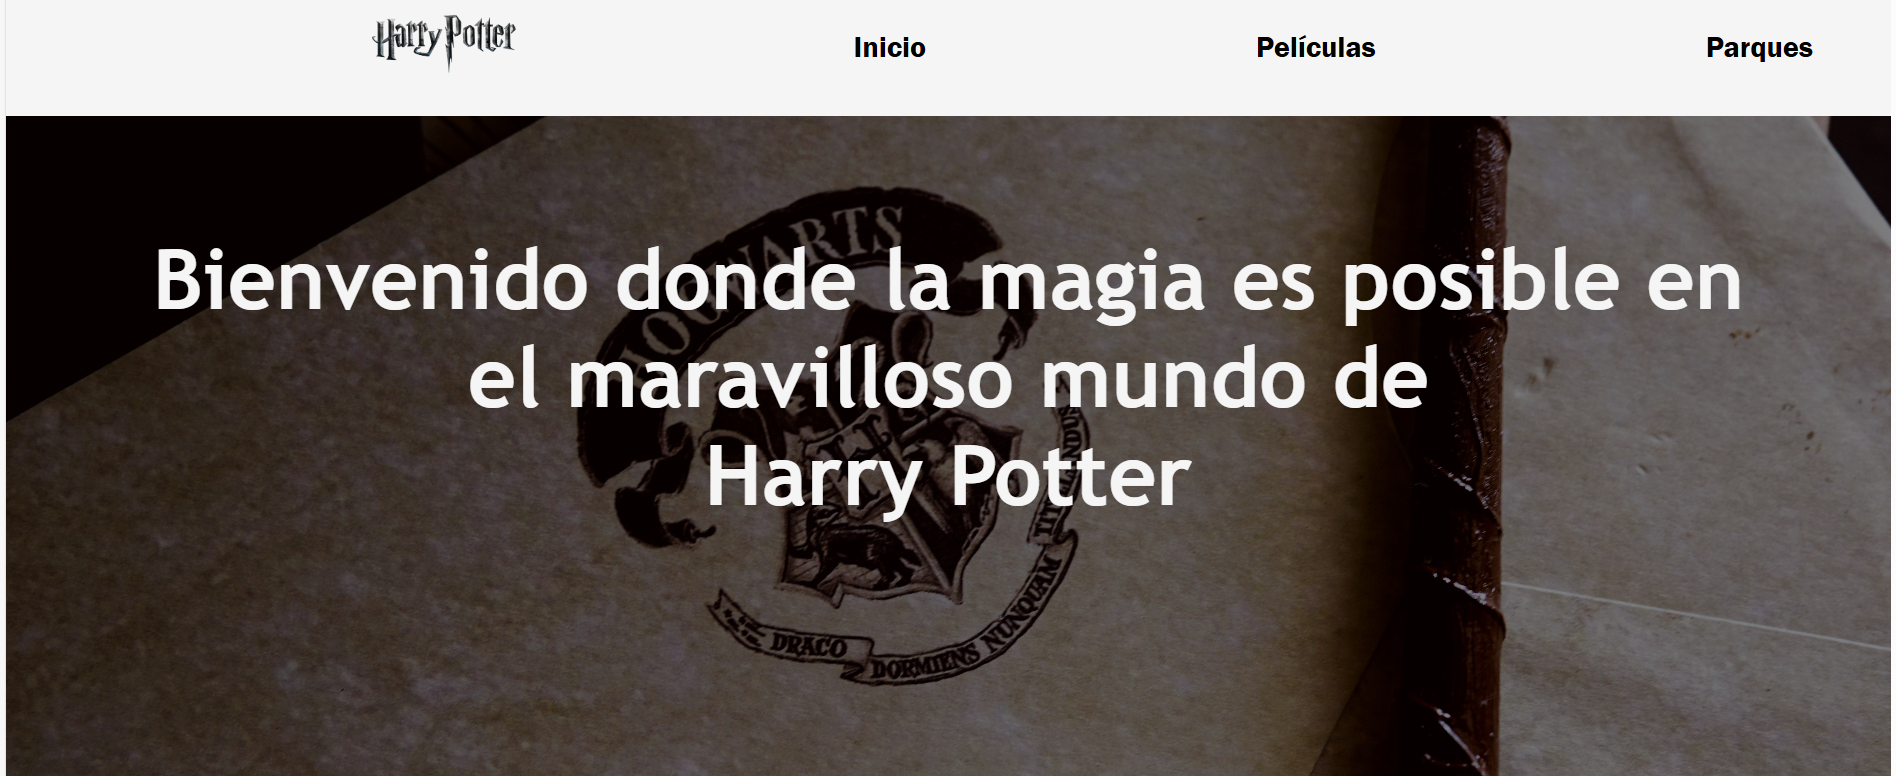 Harry Potter
Inicio
Películas
Parques
HOGWARTS
Bienvenido donde la magia es posible en
el maravilloso mundo de
Harry Potter
DRACO
DORMIENS NUNQUAM
TIT